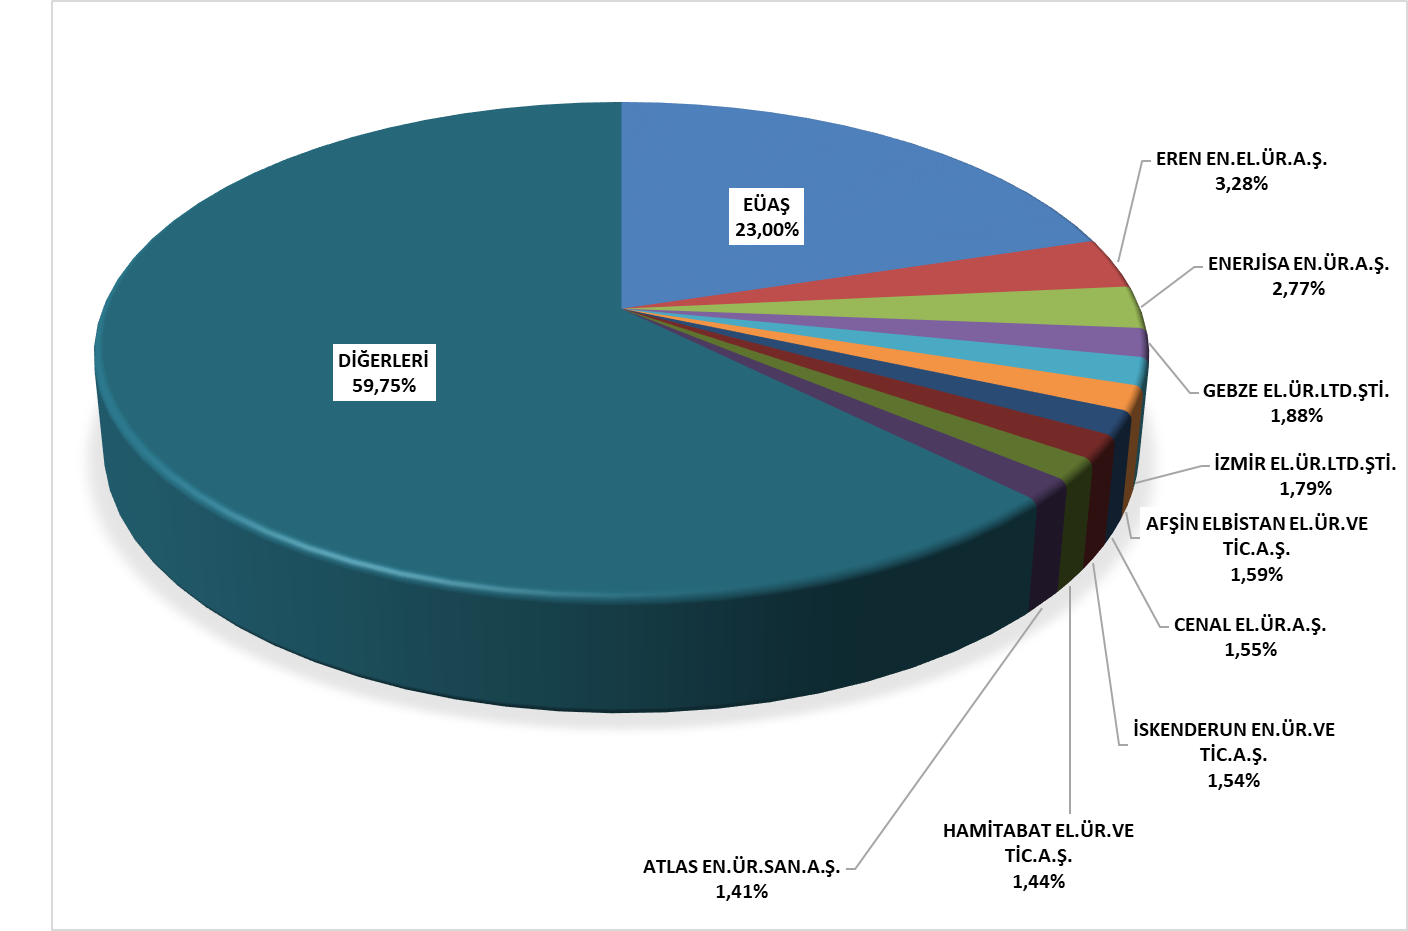 EÜAŞ
23,00%
EREN EN.EL.ÜR.A.Ş.
3,28%
ENERJİSA EN.ÜR.A.Ş.
2,77%
GEBZE EL.ÜR.LTD.ŞTİ.
1,88%
İZMİR EL.ÜR.LTD.ŞTİ.
1,79%
AFŞİN ELBİSTAN EL.ÜR.VE
TİC.A.Ş.
1,59%
CENAL EL.ÜR.A.Ş.
1,55%
İSKENDERUN EN.ÜR.VE
TİC.A.Ş.
1,54%
HAMİTABAT EL.ÜR.VE
TİC.A.Ş.
1,44%
ATLAS EN.ÜR.SAN.A.Ş.
1,41%
DİĞERLERİ
59,75%